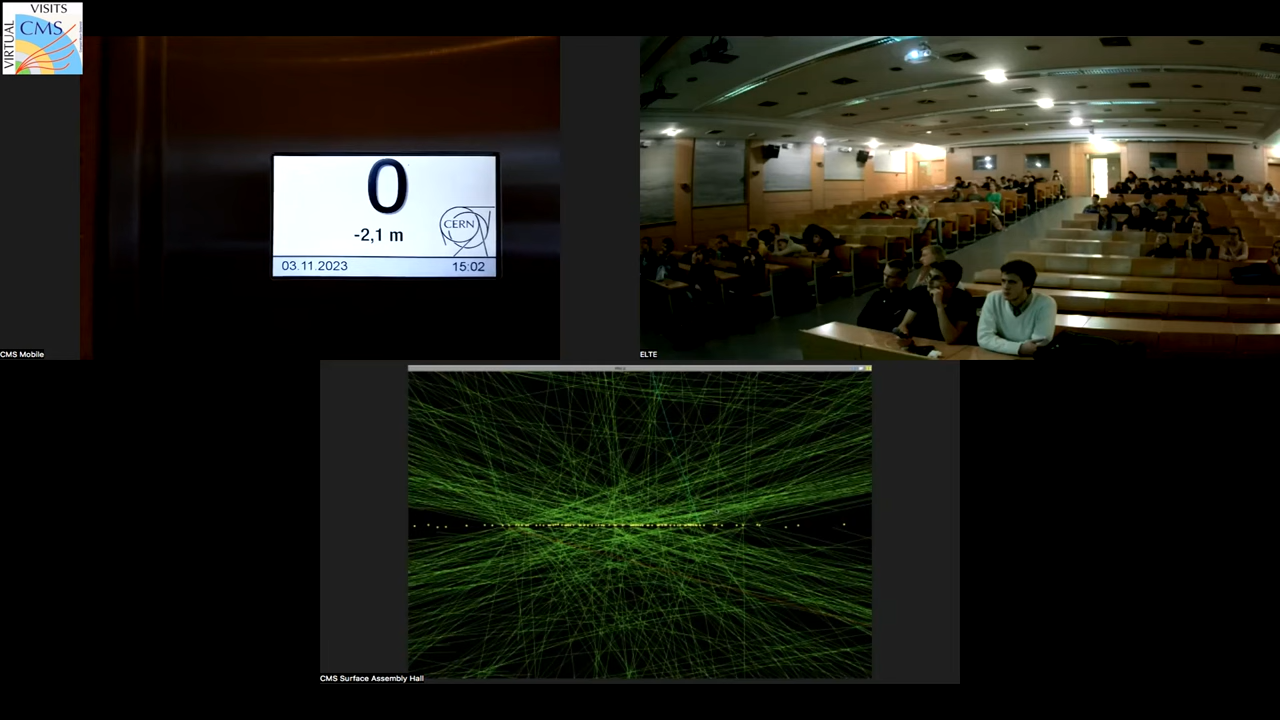 VISITS
CMS
VIRTUAL
0
-2,1 m
CERN
03.11.2023
15:02
CMS Mobile
ELTE
CMS Surface Assembly Hall